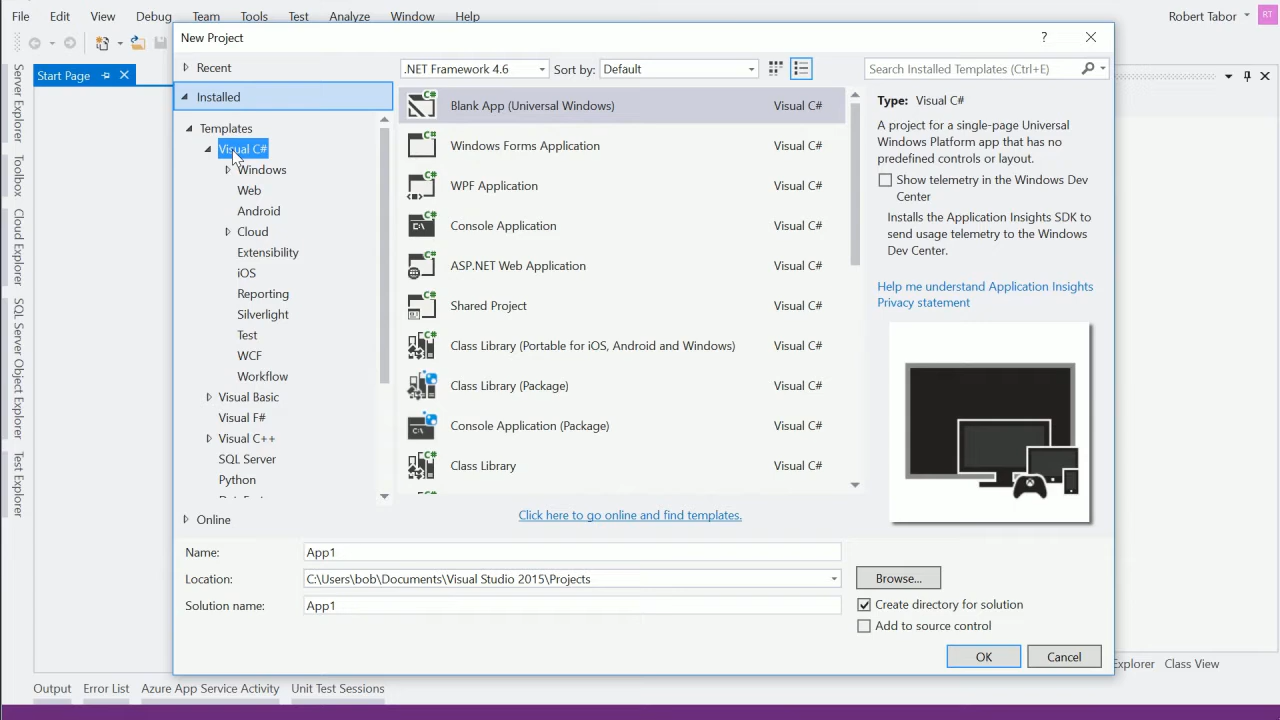 File Edit View Debug Team Tools Test Analyze Window Help Robert Tabor RT
New Project ?
Start Page
Server Explorer
Toolbox
Cloud Explorer
SQL Server Object Explorer
Test Explorer
Recent
Installed
Templates
Visual C#
Windows
Web
Android
Cloud
Extensibility
iOS
Reporting
Silverlight
Test
WCF
Workflow
Visual Basic
Visual F#
Visual C++
SQL Server
Python
Online
.NET Framework 4.6 Sort by: Default
Search Installed Templates (Ctrl+E)
Blank App (Universal Windows) Visual C#
Windows Forms Application Visual C#
WPF Application Visual C#
Console Application Visual C#
ASP.NET Web Application Visual C#
Shared Project Visual C#
Class Library (Portable for iOS, Android and Windows) Visual C#
Class Library (Package) Visual C#
Console Application (Package) Visual C#
Class Library Visual C#
Click here to go online and find templates.
Type: Visual C#
A project for a single-page Universal
Windows Platform app that has no
predefined controls or layout.
Show telemetry in the Windows Dev
Center
Installs the Application Insights SDK to
send usage telemetry to the Windows
Dev Center.
Help me understand Application Insights
Privacy statement
Name: App1
Location: C:\Users\bob\Documents\Visual Studio 2015\Projects Browse...
Solution name: App1
Create directory for solution
Add to source control
OK Cancel
Explorer Class View
Output Error List Azure App Service Activity Unit Test Sessions